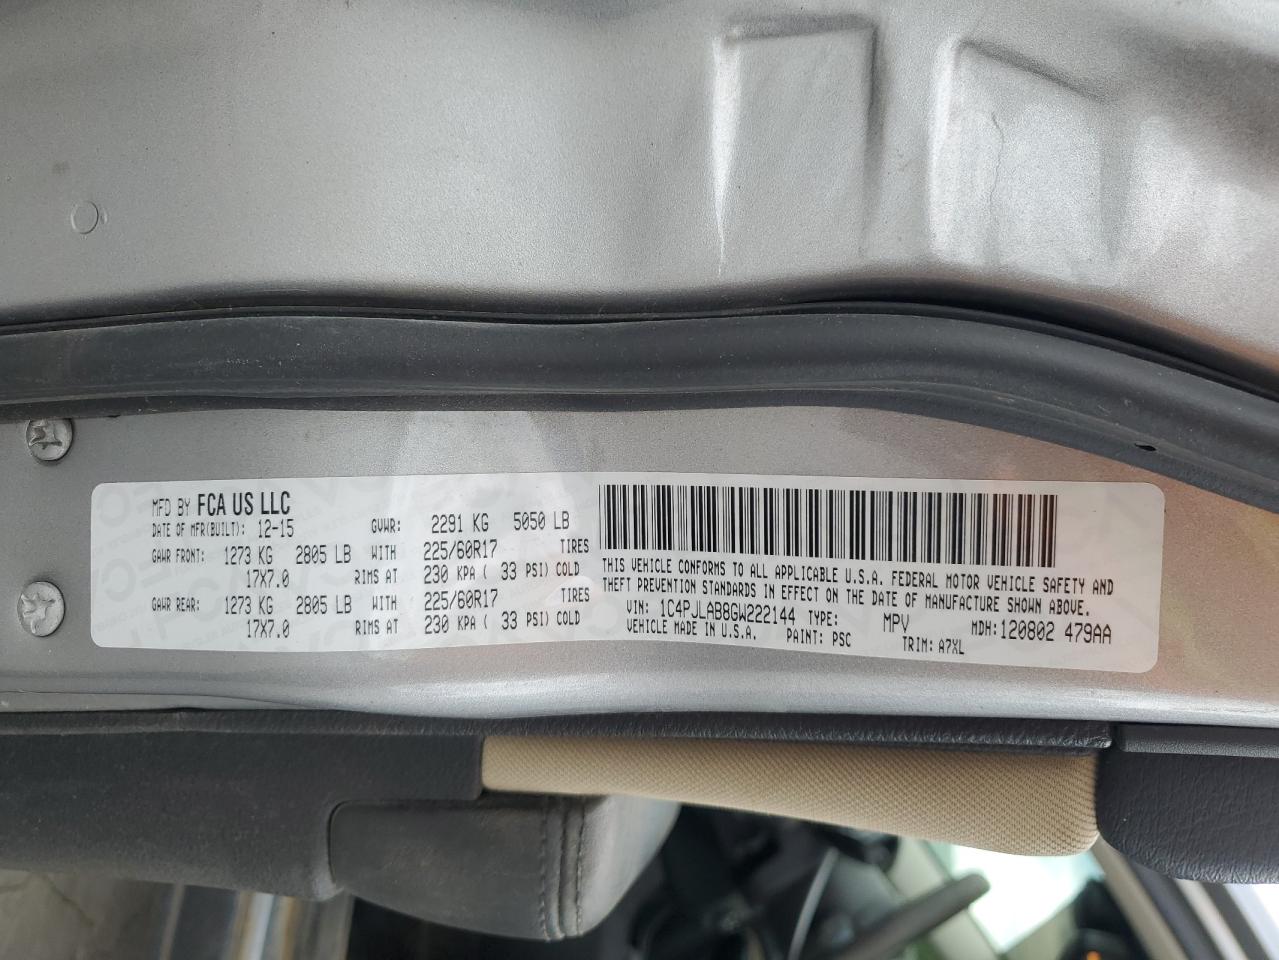 MFD BY FCA US LLC
DATE OF MFR(BUILT): 12-15 GVWR: 2291 KG 5050 LB
GAWR FRONT: 1273 KG 2805 LB WITH 225/60R17 TIRES
17X7.0 RIMS AT 230 KPA ( 33 PSI) COLD
GAWR REAR: 1273 KG 2805 LB WITH 225/60R17 TIRES
17X7.0 RIMS AT 230 KPA ( 33 PSI) COLD
THIS VEHICLE CONFORMS TO ALL APPLICABLE U.S.A. FEDERAL MOTOR VEHICLE SAFETY AND
THEFT PREVENTION STANDARDS IN EFFECT ON THE DATE OF MANUFACTURE SHOWN ABOVE.
VIN: 1C4PJLAB8GW222144 TYPE: MPV MDH:120802 479AA
VEHICLE MADE IN U.S.A. PAINT: PSC TRIM: A7XL